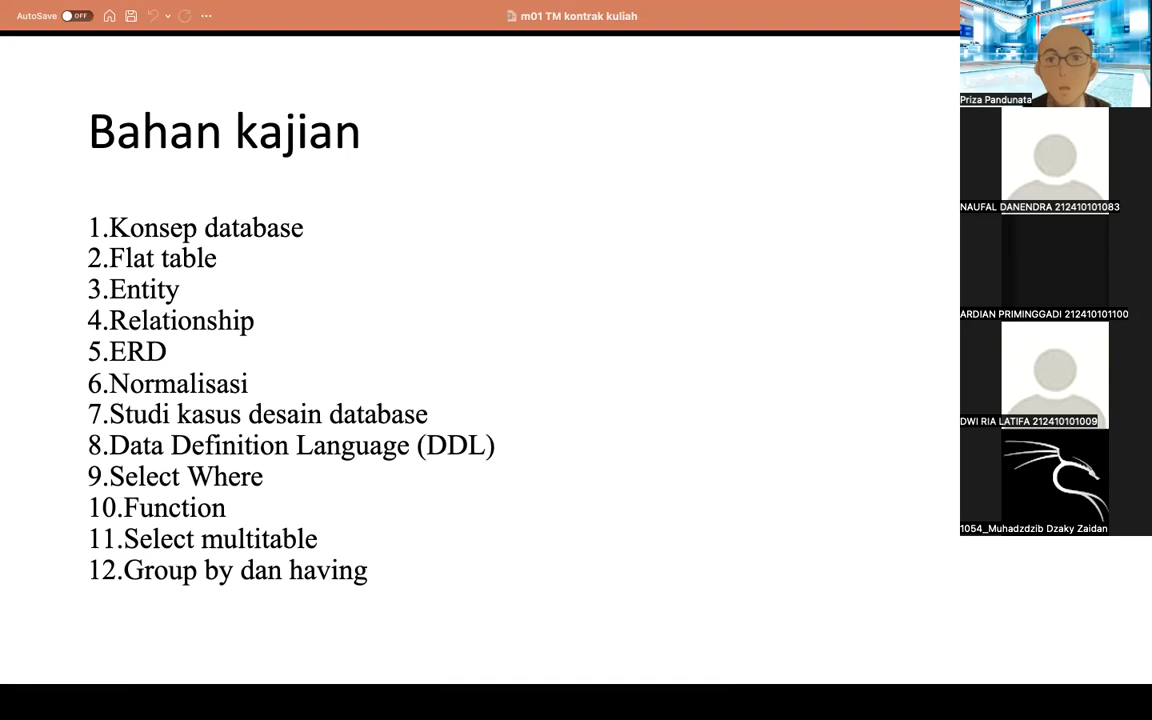 AutoSave OFF
m01 TM kontrak kuliah
Bahan kajian
1.Konsep database
2.Flat table
3.Entity
4.Relationship
5.ERD
6.Normalisasi
7.Studi kasus desain database
8.Data Definition Language (DDL)
9.Select Where
10.Function
11.Select multitable
12.Group by dan having
Priza Pandunata
NAUFAL DANENDRA 212410101083
ARDIAN PRIMINGGADI 212410101100
DWI RIA LATIFA 212410101009
1054_Muhadzdzib Dzaky Zaidan